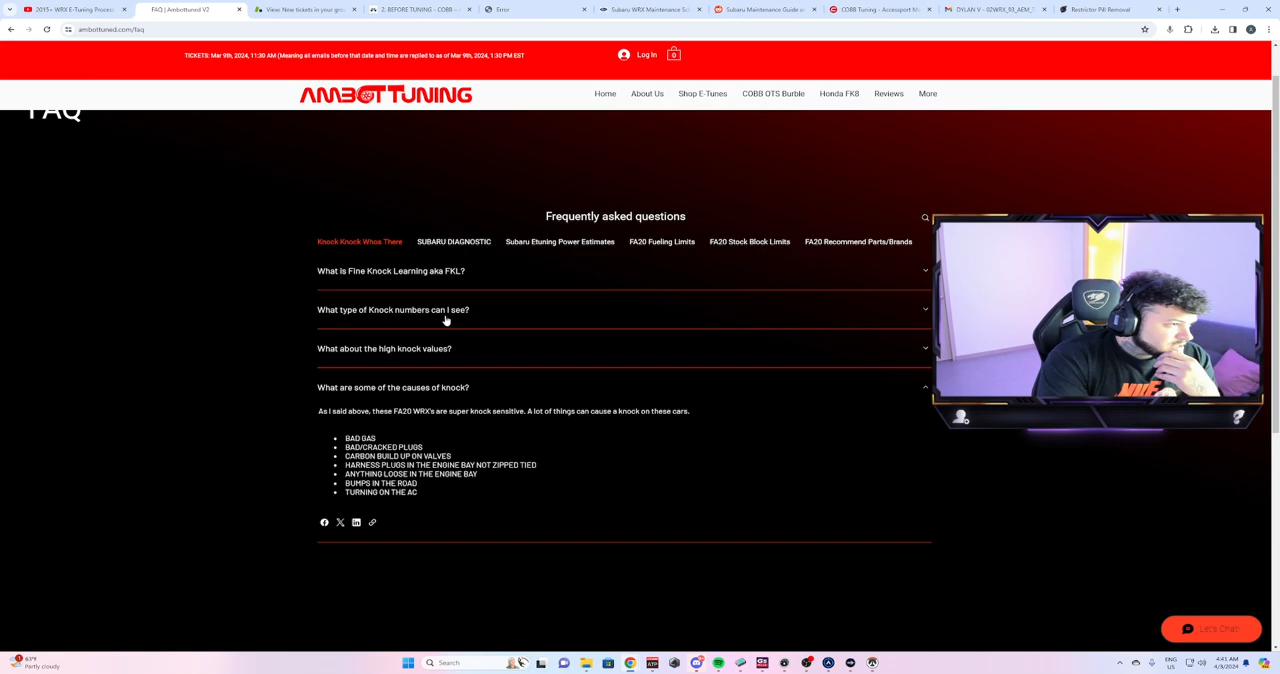 2015+ WRX E-Tuning Process
FAQ | Ambottuned V2
View: New tickets in your grou
2. BEFORE TUNING - COBB
Error
Subaru WRX Maintenance Sc
Subaru Maintenance Guide a
COBB Tuning - Accessport M
DYLAN V - 02WRX_93_AEM_
Restrictor Pill Removal
ambottuned.com/faq
TICKETS: Mar 9th, 2024, 11:30 AM (Meaning all emails before that date and time are replied to as of Mar 9th, 2024, 1:30 PM EST
Log In
0
AMBOT TUNING
Home About Us Shop E-Tunes COBB OTS Burble Honda FK8 Reviews More
FAQ
Frequently asked questions
Knock Knock Whos There SUBARU DIAGNOSTIC Subaru Etuning Power Estimates FA20 Fueling Limits FA20 Stock Block Limits FA20 Recommend Parts/Brands
What is Fine Knock Learning aka FKL?
What type of Knock numbers can I see?
What about the high knock values?
What are some of the causes of knock?
As I said above, these FA20 WRX's are super knock sensitive. A lot of things can cause a knock on these cars.
BAD GAS
BAD/CRACKED PLUGS
CARBON BUILD UP ON VALVES
HARNESS PLUGS IN THE ENGINE BAY NOT ZIPPED TIED
ANYTHING LOOSE IN THE ENGINE BAY
BUMPS IN THE ROAD
TURNING ON THE AC
COUGAR
Let's Chat!
63°F
Partly cloudy
Search
ENG
US
4:41 AM
4/3/2024